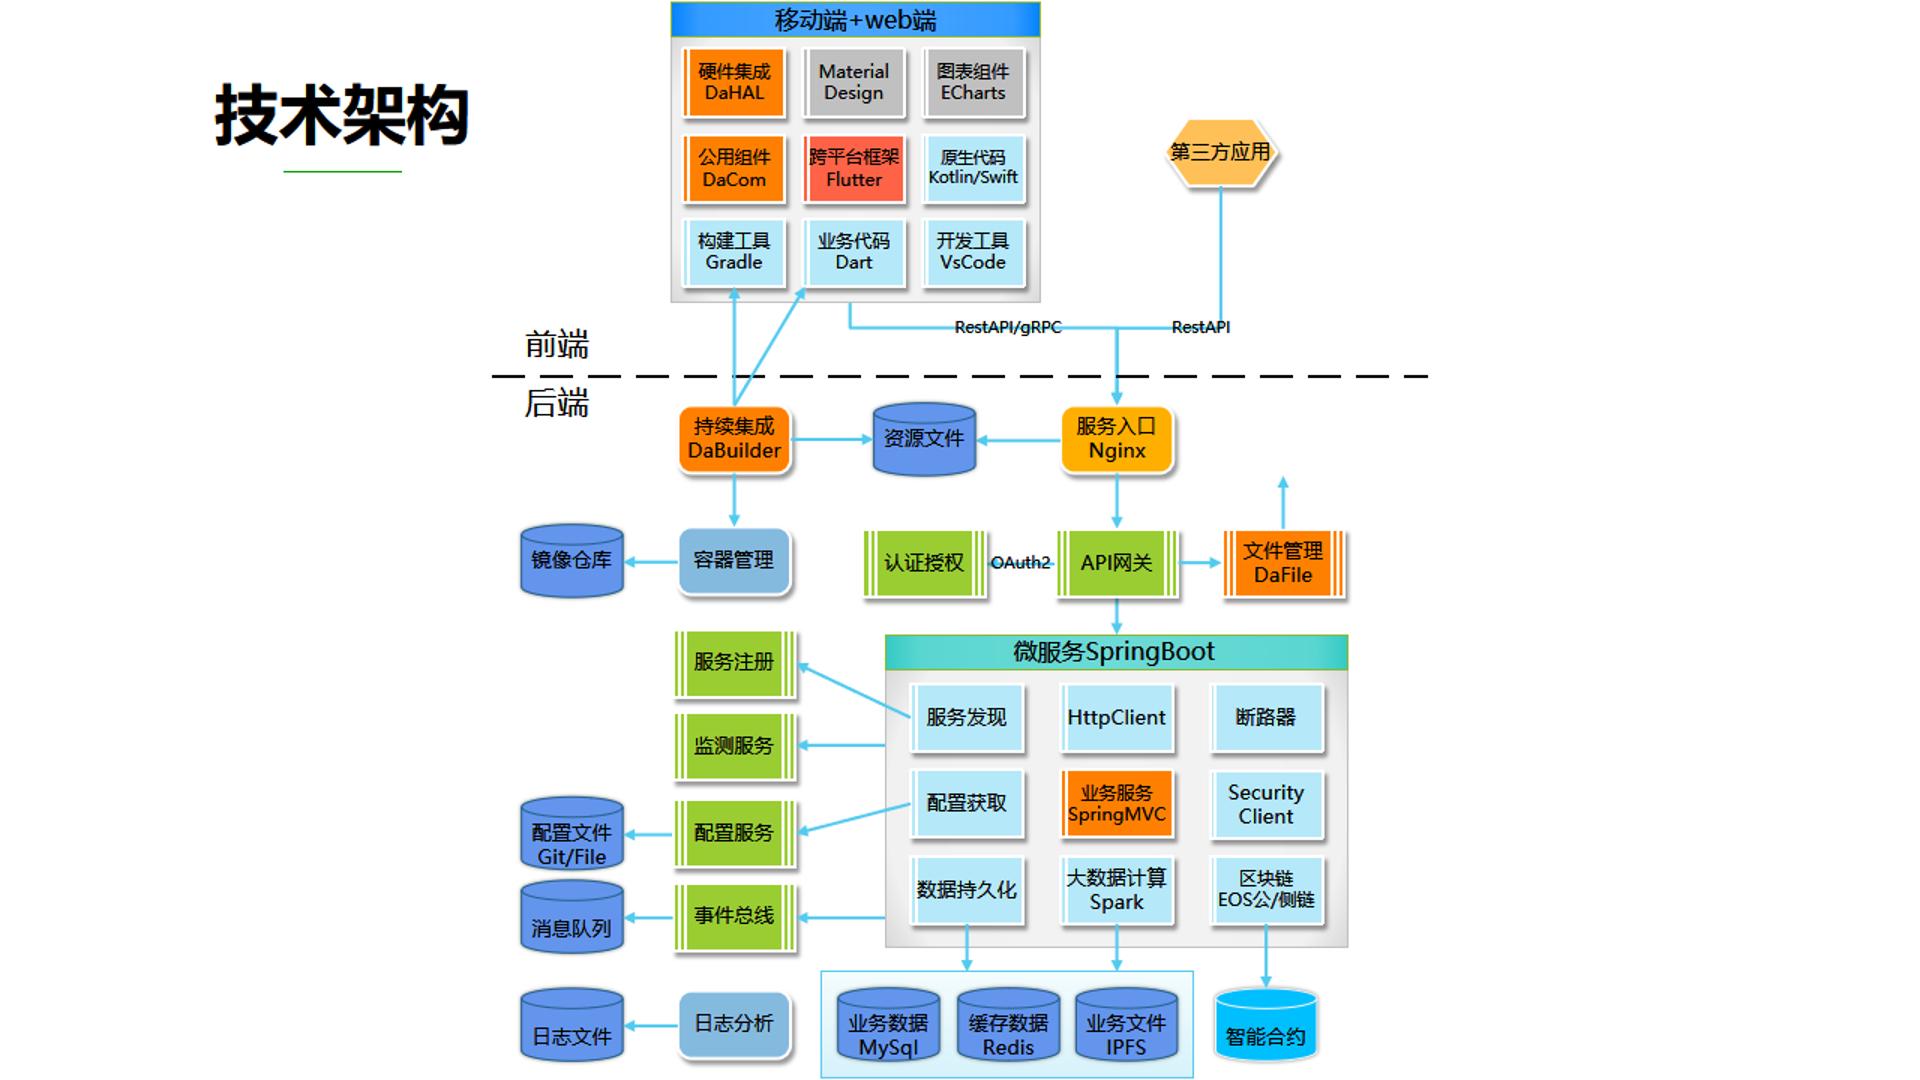 技术架构
移动端+web端
硬件集成
DaHAL
Material
Design
图表组件
ECharts
公用组件
DaCom
跨平台框架
Flutter
原生代码
Kotlin/Swift
构建工具
Gradle
业务代码
Dart
开发工具
VsCode
第三方应用
RestAPI/gRPC
RestAPI
前端
后端
持续集成
DaBuilder
资源文件
服务入口
Nginx
镜像仓库
容器管理
认证授权
OAuth2
API网关
文件管理
DaFile
微服务SpringBoot
服务注册
服务发现
HttpClient
断路器
监测服务
配置获取
业务服务
SpringMVC
Security
Client
配置文件
Git/File
配置服务
数据持久化
大数据计算
Spark
区块链
EOS公/侧链
消息队列
事件总线
日志文件
日志分析
业务数据
MySql
缓存数据
Redis
业务文件
IPFS
智能合约